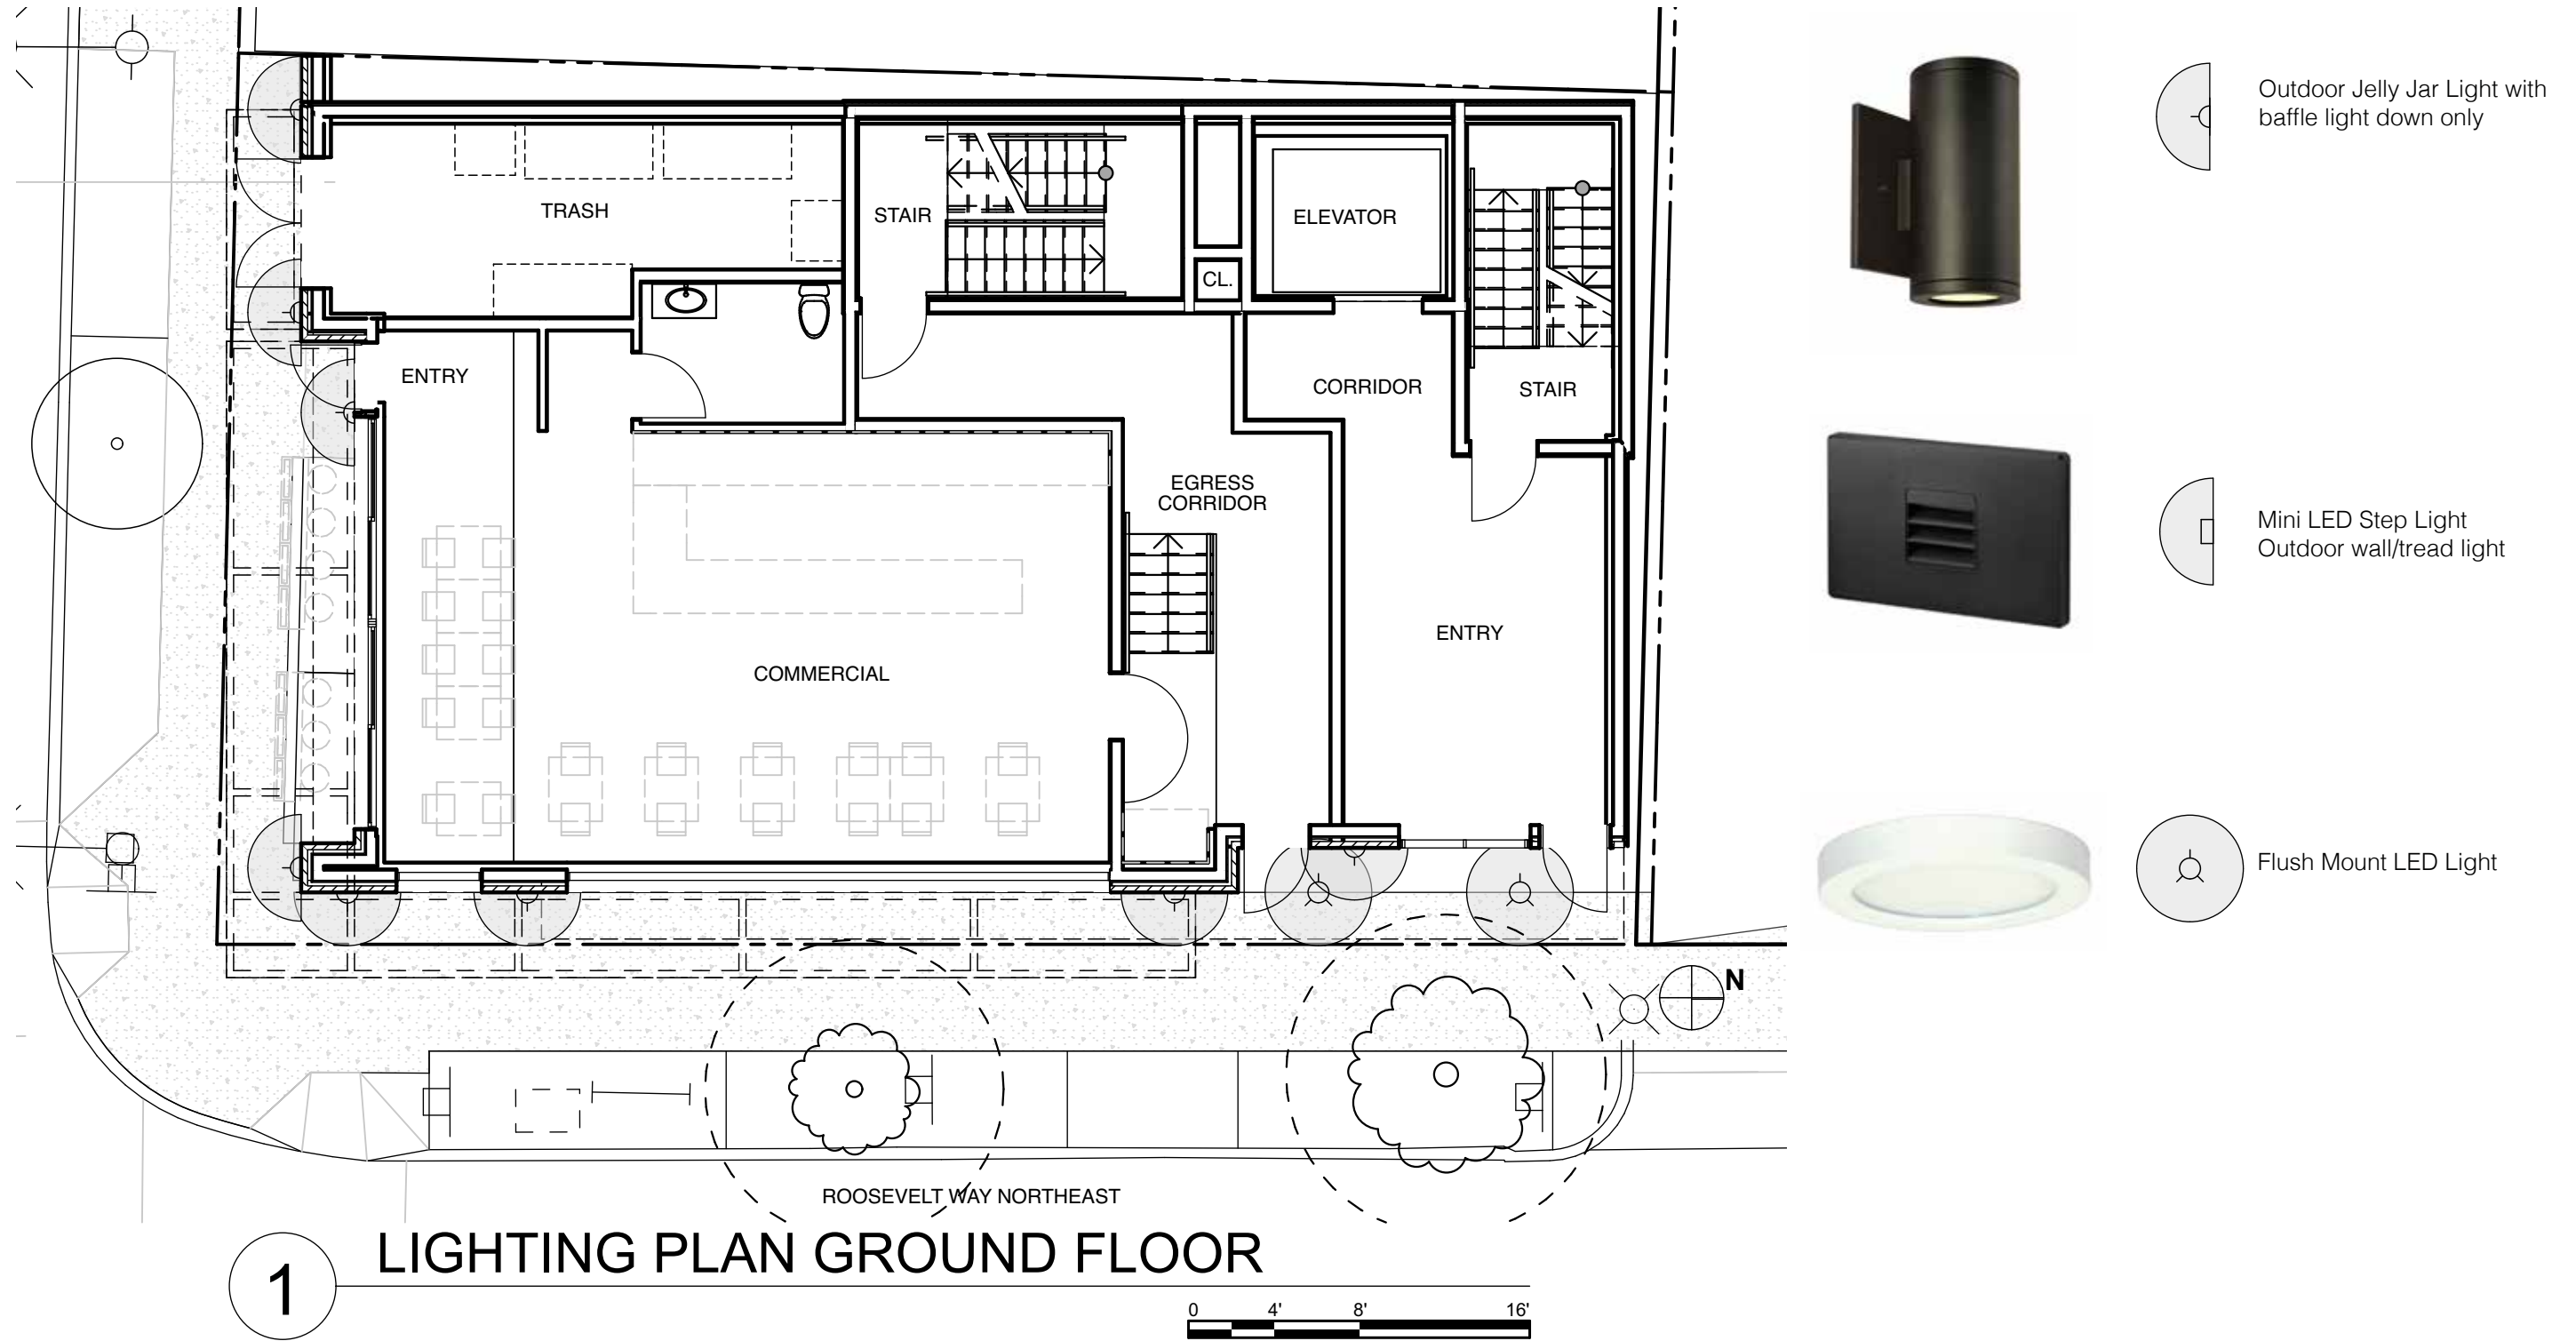 Outdoor Jelly Jar Light with
baffle light down only
TRASH
STAIR
ELEVATOR
CL.
ENTRY
CORRIDOR
STAIR
EGRESS
CORRIDOR
Mini LED Step Light
Outdoor wall/tread light
ENTRY
COMMERCIAL
Flush Mount LED Light
N
ROOSEVELT WAY NORTHEAST
1
LIGHTING PLAN GROUND FLOOR
0 4' 8' 16'